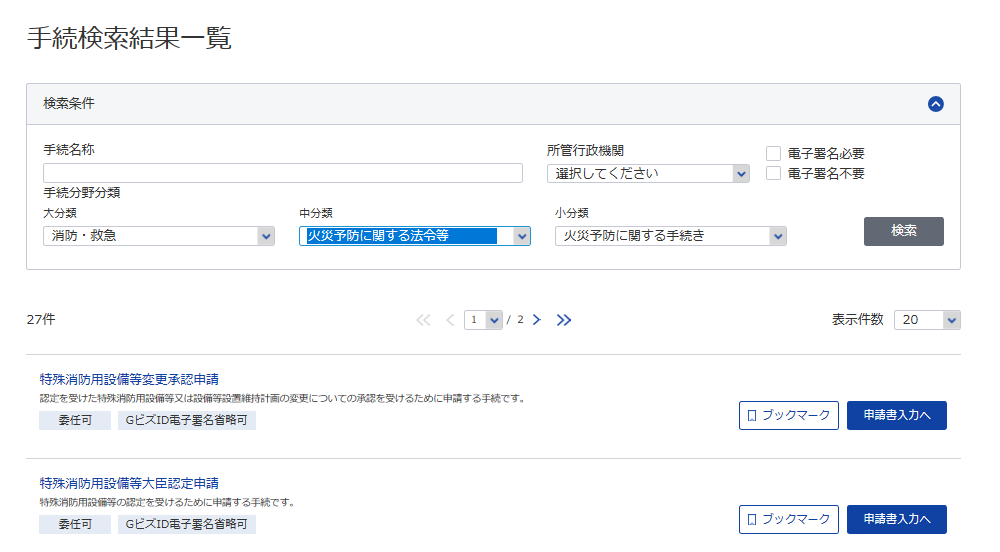 手続検索結果一覧
検索条件
手続名称
所管行政機関
選択してください
電子署名必要
電子署名不要
手続分野分類
大分類
中分類
小分類
消防・救急
火災予防に関する法令等
火災予防に関する手続き
検索
27件
1 / 2
表示件数 20
特殊消防用設備等変更承認申請
認定を受けた特殊消防用設備等又は設備等設置維持計画の変更についての承認を受けるために申請する手続です。
委任可 GビズID電子署名省略可
ブックマーク 申請書入力へ
特殊消防用設備等大臣認定申請
特殊消防用設備等の認定を受けるために申請する手続です。
委任可 GビズID電子署名省略可
ブックマーク 申請書入力へ